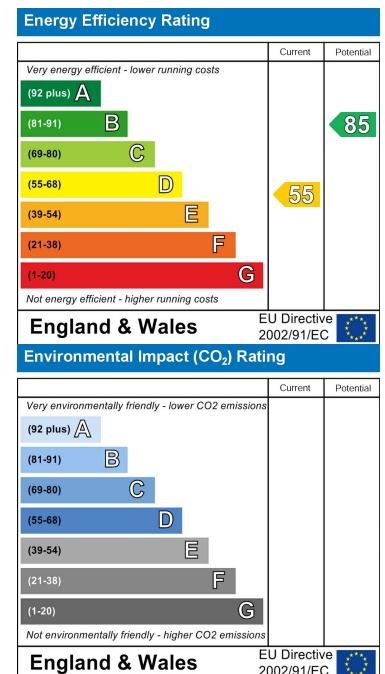 Energy Efficiency Rating
Current Potential
Very energy efficient - lower running costs
(92 plus) A
(81-91) B
85
(69-80) C
(55-68) D
55
(39-54) E
(21-38) F
(1-20) G
Not energy efficient - higher running costs
England & Wales
EU Directive
2002/91/EC
Environmental Impact (CO₂) Rating
Current Potential
Very environmentally friendly - lower CO2 emissions
(92 plus) A
(81-91) B
(69-80) C
(55-68) D
(39-54) E
(21-38) F
(1-20) G
Not environmentally friendly - higher CO2 emissions
England & Wales
EU Directive
2002/91/EC